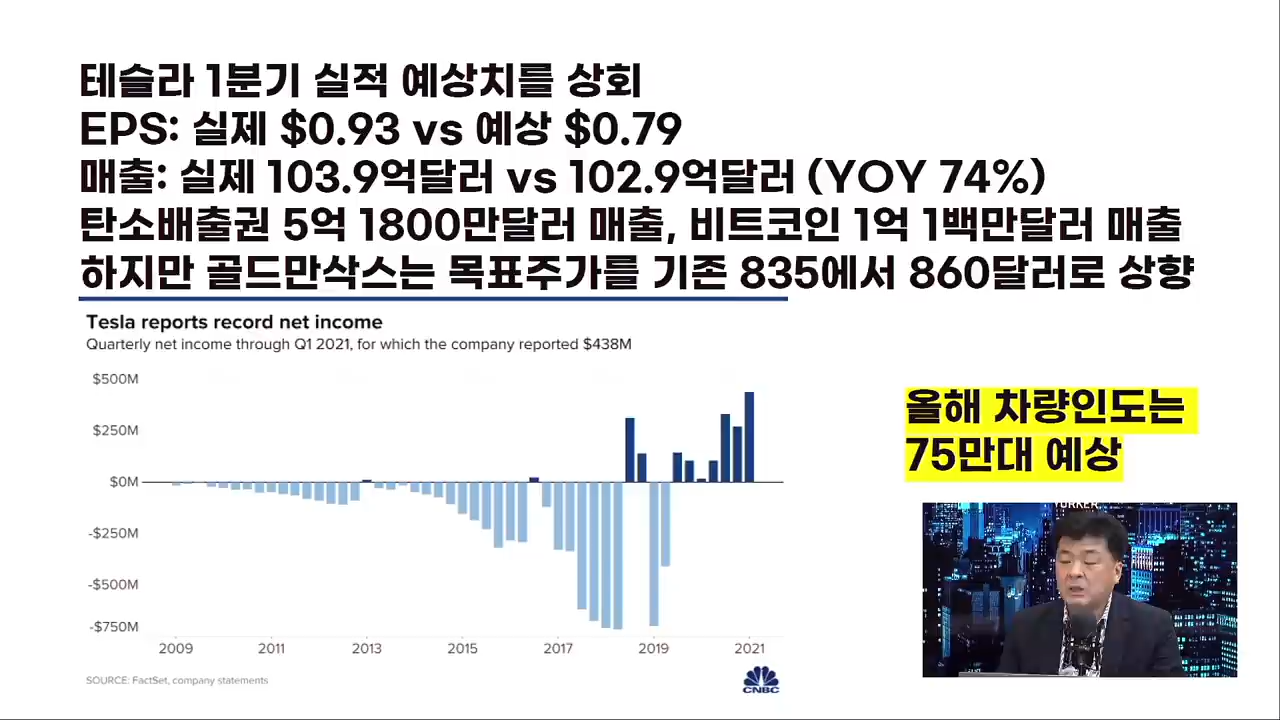 테슬라 1분기 실적 예상치를 상회
EPS: 실제 $0.93 vs 예상 $0.79
매출: 실제 103.9억달러 vs 102.9억달러 (YOY 74%)
탄소배출권 5억 1800만달러 매출, 비트코인 1억 1백만달러 매출
하지만 골드만삭스는 목표주가를 기존 835에서 860달러로 상향
Tesla reports record net income
Quarterly net income through Q1 2021, for which the company reported $438M
$500M
$250M
$0M
-$250M
-$500M
-$750M
2009 2011 2013 2015 2017 2019 2021
SOURCE: FactSet, company statements
CNBC
올해 차량인도는
75만대 예상
YORKER